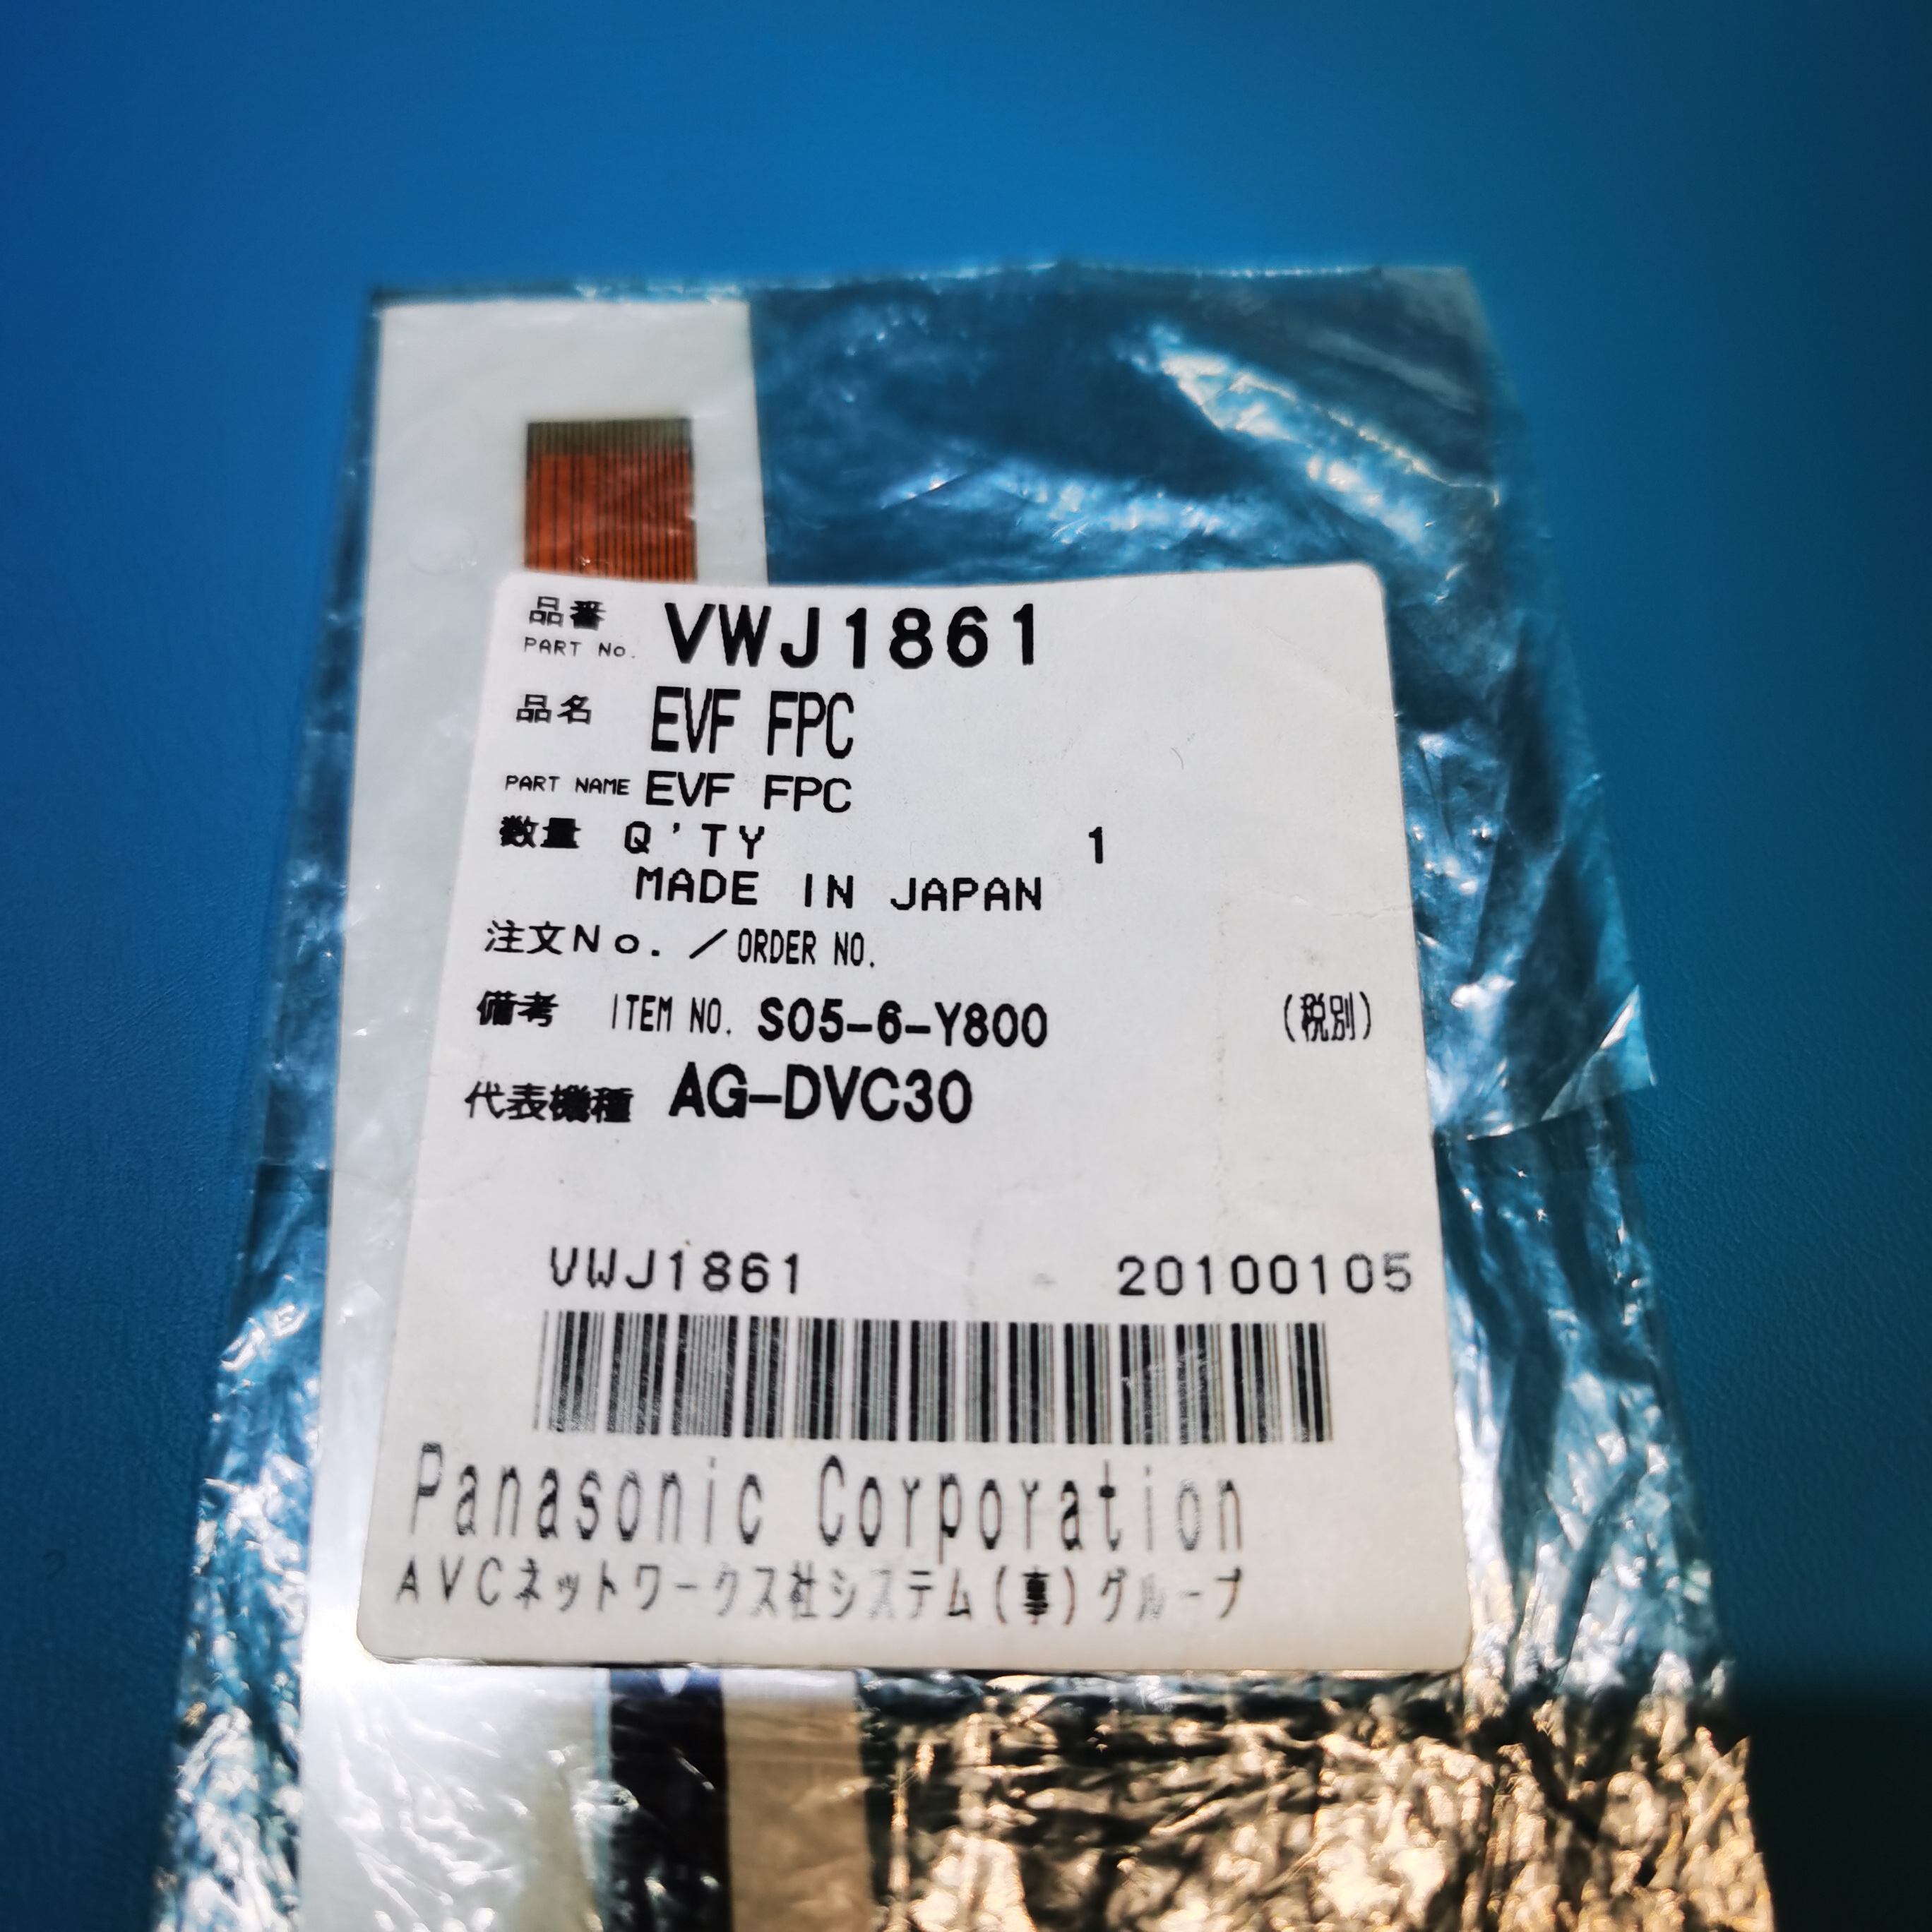 品番
PART No. VWJ1861
品名 EVF FPC
PART NAME EVF FPC
数量 Q'TY 1
MADE IN JAPAN
注文No.／ORDER NO.
備考 ITEM NO. S05-6-Y800 (税別)
代表機種 AG-DVC30
VWJ1861 20100105
Panasonic Corporation
AVCネットワークス社システム(事)グループ